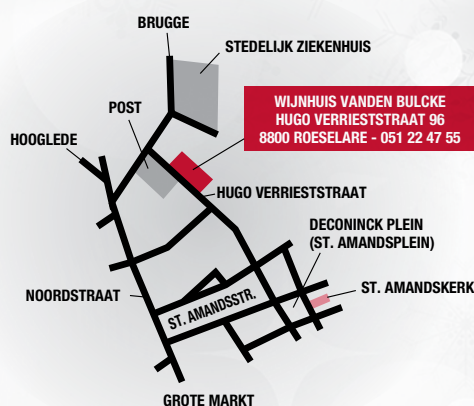 BRUGGE
STEDELIJK ZIEKENHUIS
POST
WIJNHUIS VANDEN BULCKE
HUGO VERRIESTSTRAAT 96
8800 ROESELARE - 051 22 47 55
HOOGLEDE
HUGO VERRIESTSTRAAT
DECONINCK PLEIN
(ST. AMANDSPLEIN)
NOORDSTRAAT
ST. AMANDSSTR.
ST. AMANDSKERK
GROTE MARKT